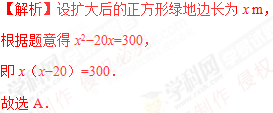 【解析】设扩大后的正方形绿地边长为 x m,
根据题意得 x²−20x=300,
即 x（x−20）=300.
故选 A.